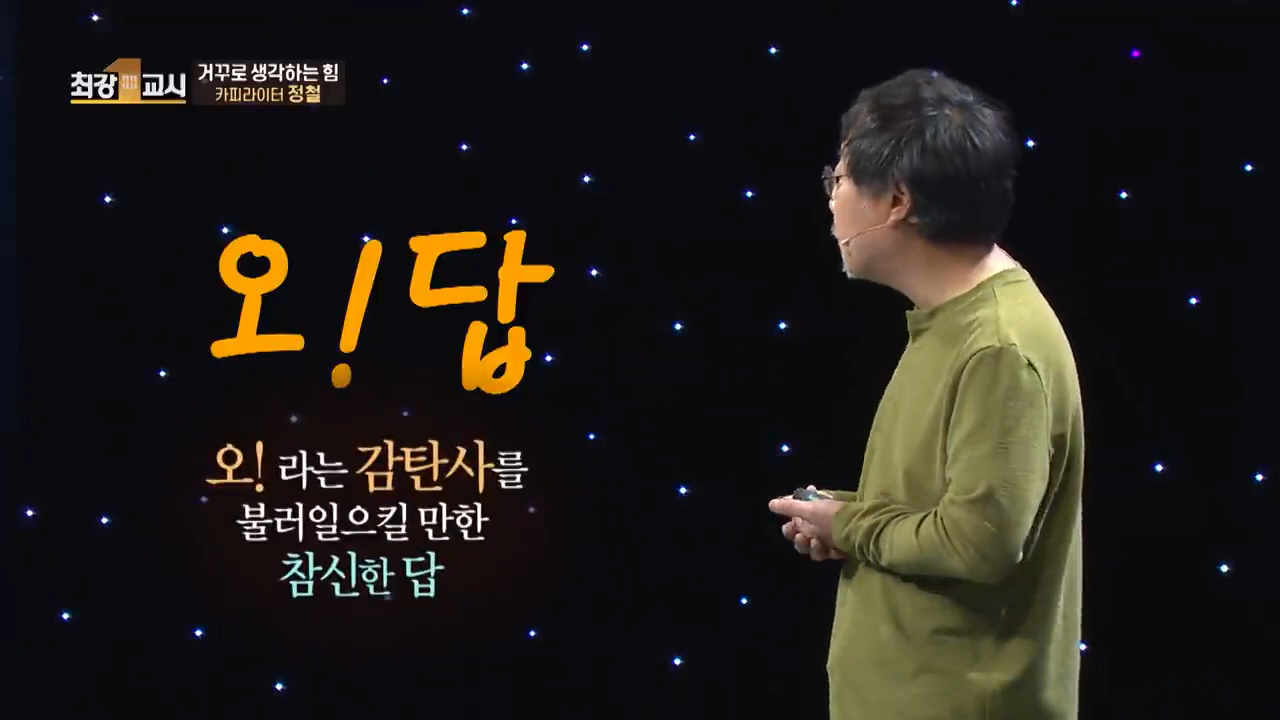 최강1교시
거꾸로 생각하는 힘
카피라이터 정철
오!답
오! 라는 감탄사를
불러일으킬 만한
참신한 답